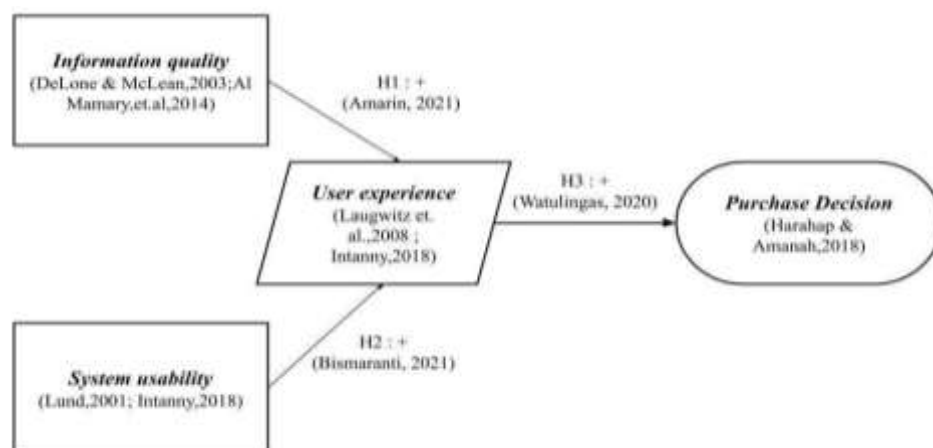 Information quality
(DeLone & McLean,2003;Al
Mamary.et.al,2014)
H1 : +
(Amarin, 2021)
User experience
(Laugwitz et.
al.,2008 ;
Intanny,2018)
H3 : +
(Watulingas, 2020)
Purchase Decision
(Harahap &
Amanah,2018)
H2 : +
(Bismaranti, 2021)
System usability
(Lund,2001; Intanny,2018)